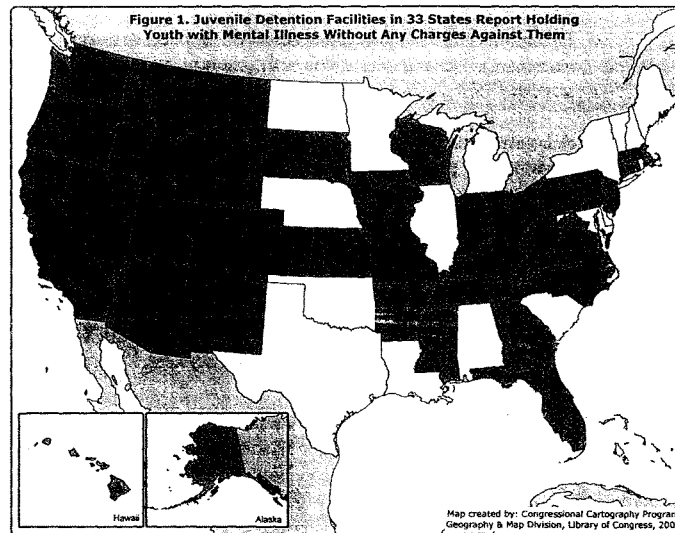 Figure 1. Juvenile Detention Facilities in 33 States Report Holding
Youth with Mental Illness Without Any Charges Against Them
Hawaii
Alaska
Map created by: Congressional Cartography Program
Geography & Map Division, Library of Congress, 200